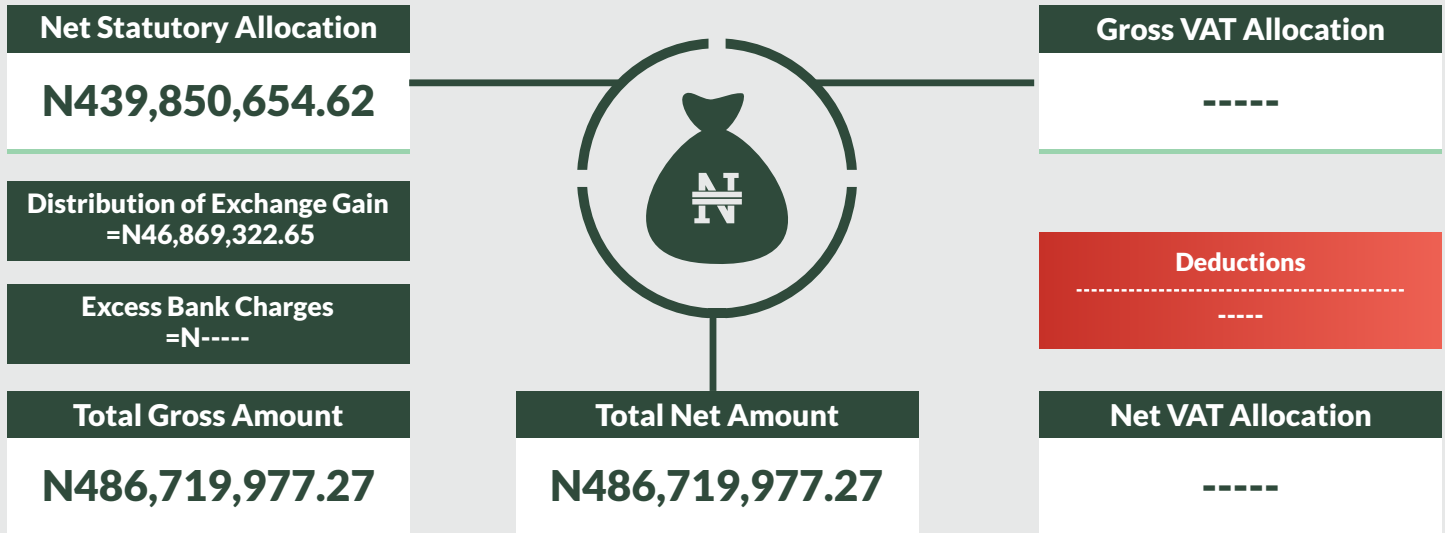 Net Statutory Allocation
N439,850,654.62
Distribution of Exchange Gain
=N46,869,322.65
Excess Bank Charges
=N-----
Total Gross Amount
N486,719,977.27
₦
Total Net Amount
N486,719,977.27
Gross VAT Allocation
-----
Deductions
--------------------------------------------
-----
Net VAT Allocation
-----